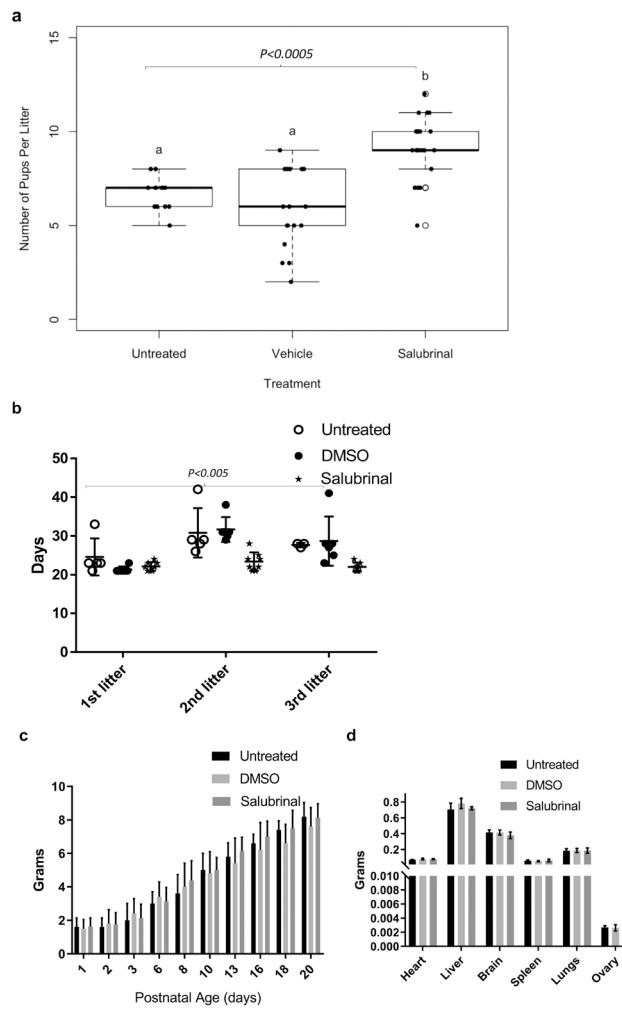 a
15
10
5
0
Number of Pups Per Litter
P<0.0005
a
a
b
Untreated Vehicle Salubrinal
Treatment
b
Untreated
DMSO
Salubrinal
P<0.005
50
40
30
20
10
0
Days
1st litter 2nd litter 3rd litter
c
Untreated
DMSO
Salubrinal
10
8
6
4
2
0
Grams
1 2 3 6 8 10 13 16 18 20
Postnatal Age (days)
d
Untreated
DMSO
Salubrinal
0.8
0.6
0.4
0.2
0.010
0.008
0.006
0.004
0.002
0.000
Grams
Heart Liver Brain Spleen Lungs Ovary